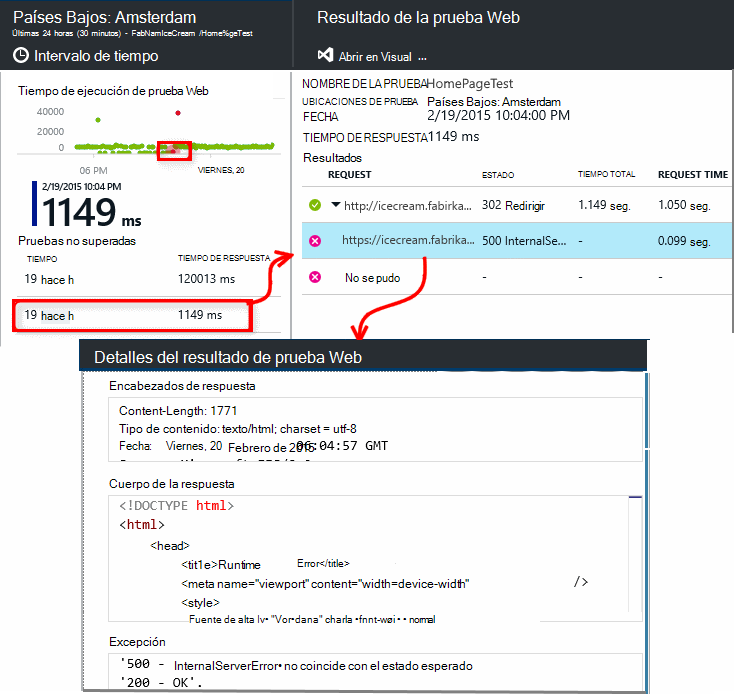 Países Bajos: Amsterdam
Últimas 24 horas (30 minutos) - FabNamIceCream /Home%geTest
Intervalo de tiempo
Tiempo de ejecución de prueba Web
40000
20000
0
06 PM
VIERNES, 20
2/19/2015 10:04 PM
1149 ms
Pruebas no superadas
TIEMPO TIEMPO DE RESPUESTA
19 hace h 120013 ms
19 hace h 1149 ms
Resultado de la prueba Web
Abrir en Visual ...
NOMBRE DE LA PRUEBA HomePageTest
UBICACIONES DE PRUEBA Países Bajos: Amsterdam
FECHA 2/19/2015 10:04:00 PM
TIEMPO DE RESPUESTA 1149 ms
Resultados
REQUEST ESTADO TIEMPO TOTAL REQUEST TIME
http://icecream.fabirka... 302 Redirigir 1.149 seg. 1.050 seg.
https://icecream.fabrika... 500 InternalSe... - 0.099 seg.
No se pudo - - -
Detalles del resultado de prueba Web
Encabezados de respuesta
Content-Length: 1771
Tipo de contenido: texto/html; charset = utf-8
Fecha: Viernes, 20 Febrero de 2015 06:04:57 GMT
Cuerpo de la respuesta
<!DOCTYPE html>
<html>
<head>
<tit1e>Runtime Error</title>
<meta name="viewport" content="width=device-width" />
<style>
Fuente de alta "Vor•dana" charla normal
Excepción
'500 - InternalServerError• no coincide con el estado esperado
'200 - OK'.